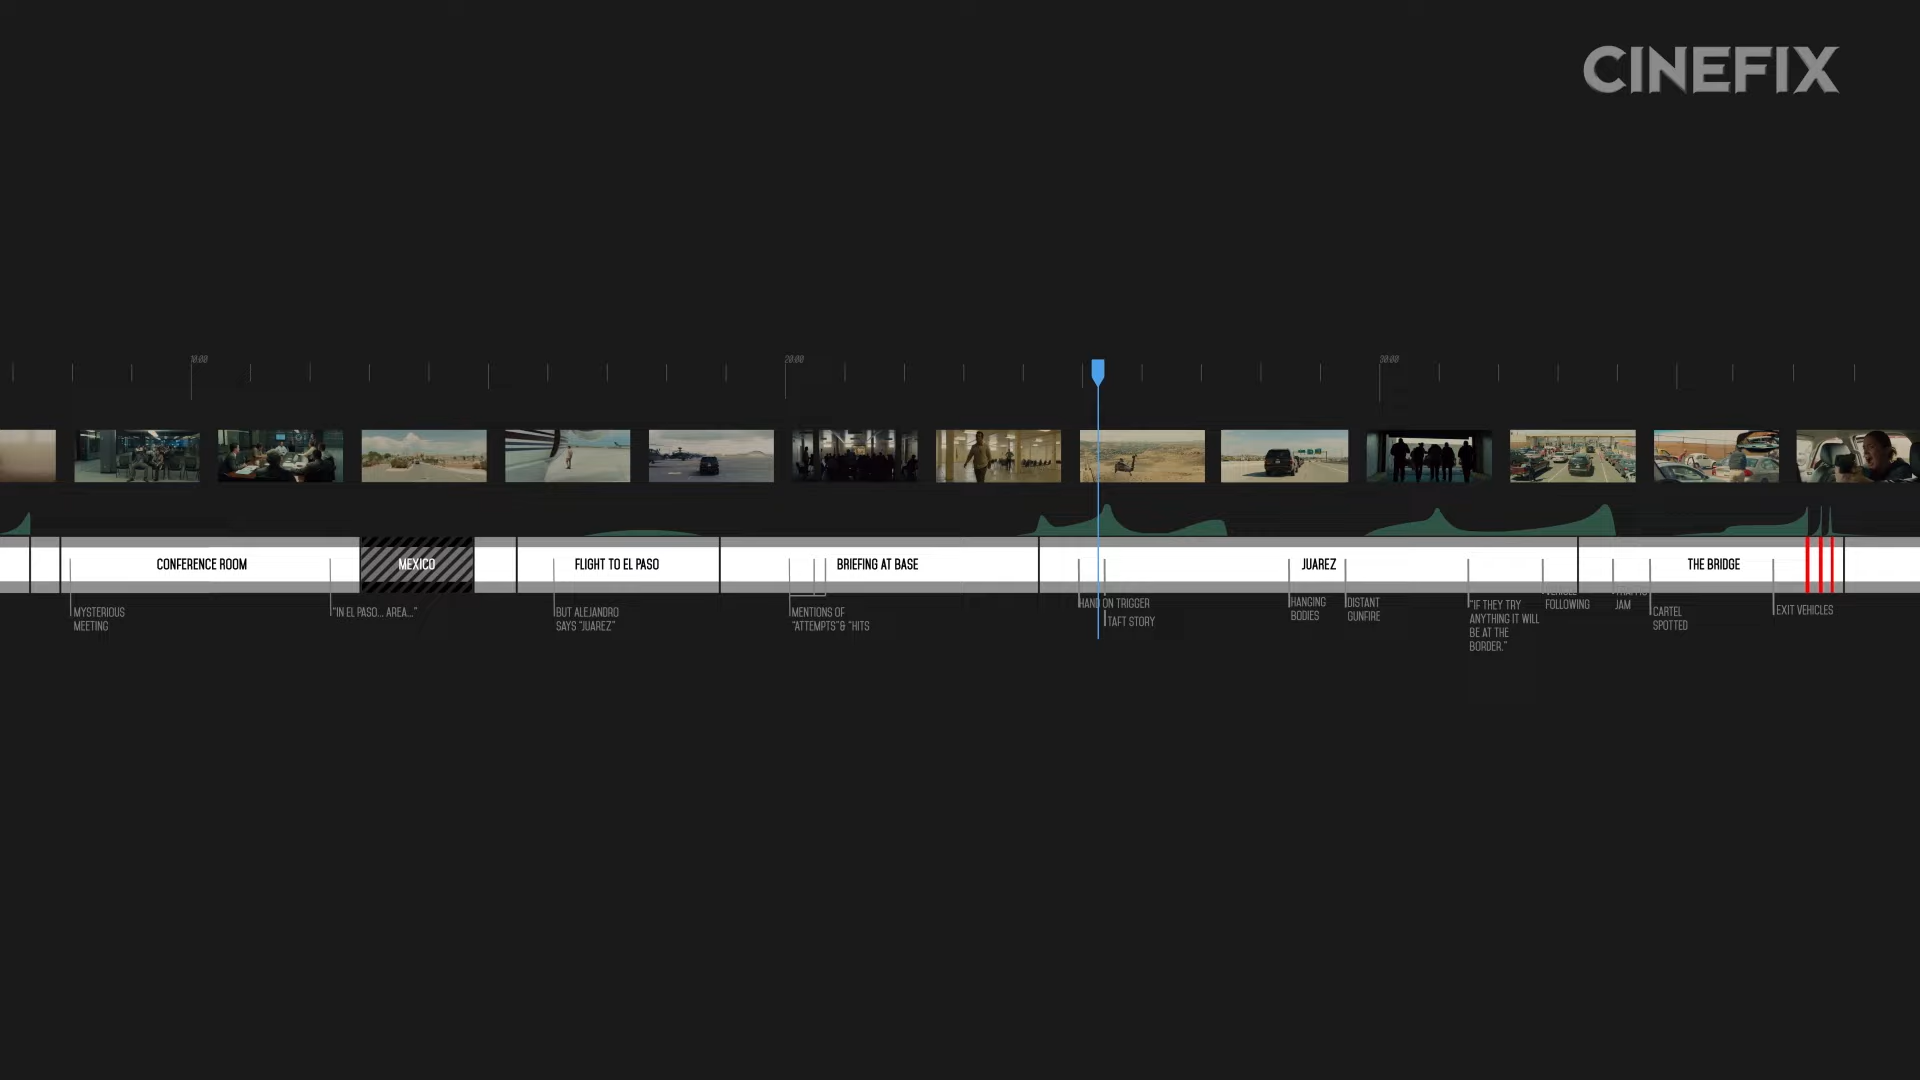 CINEFIX
10:00
20:00
30:00
CONFERENCE ROOM
MEXICO
FLIGHT TO EL PASO
BRIEFING AT BASE
JUAREZ
THE BRIDGE
MYSTERIOUS
MEETING
"IN EL PASO... AREA..."
BUT ALEJANDRO
SAYS "JUAREZ"
MENTIONS OF
"ATTEMPTS"& "HITS
HAND ON TRIGGER
TAFT STORY
HANGING
BODIES
DISTANT
GUNFIRE
"IF THEY TRY
ANYTHING IT WILL
BE AT THE
BORDER."
VEHICLE
FOLLOWING
TRAFFIC
JAM
CARTEL
SPOTTED
EXIT VEHICLES